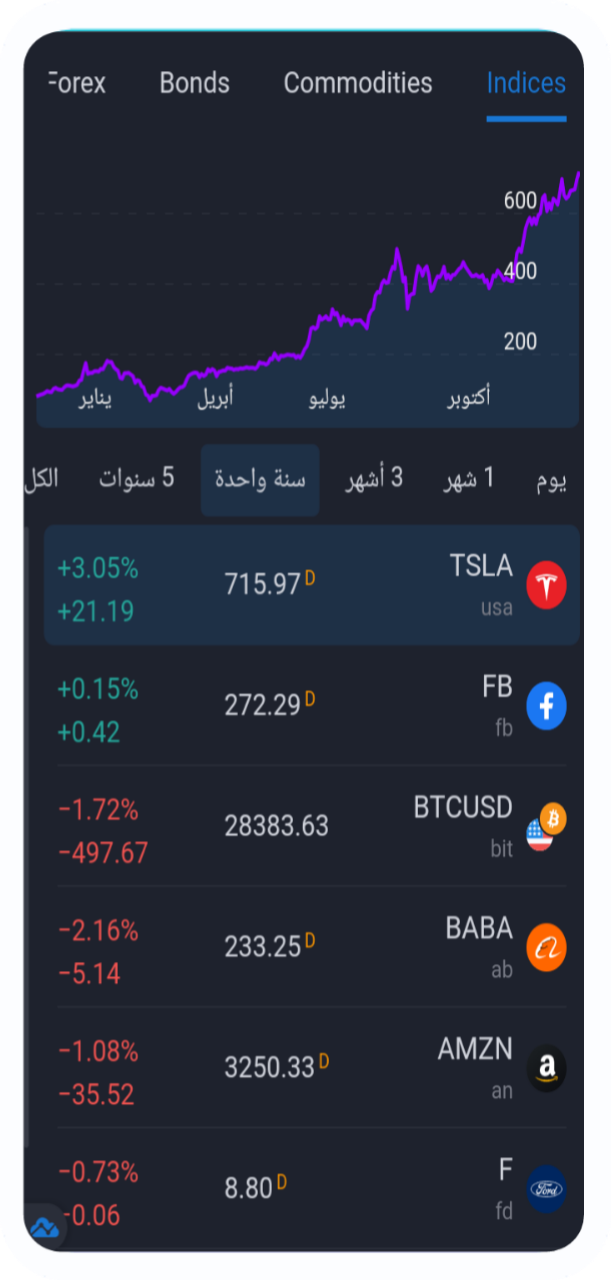 Forex Bonds Commodities Indices
600
400
200
يناير أبريل يوليو أكتوبر
يوم 1 شهر 3 أشهر سنة واحدة 5 سنوات الكل
TSLA 715.97 D +3.05%
usa +21.19
FB 272.29 D +0.15%
fb +0.42
BTCUSD 28383.63 −1.72%
bit −497.67
BABA 233.25 D −2.16%
ab −5.14
AMZN 3250.33 D −1.08%
an −35.52
a
F 8.80 D −0.73%
fd −0.06
Ford